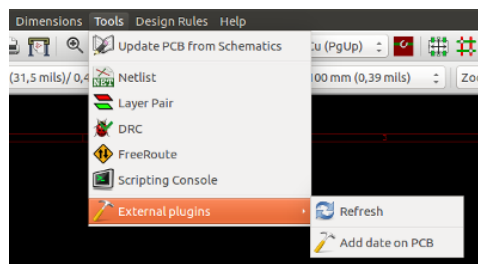 Dimensions Tools Design Rules Help
Update PCB from Schematics
Cu (PgUp)
Netlist
(31,5 mils)/ 0,4
100 mm (0,39 mils)
Zo
Layer Pair
DRC
FreeRoute
Scripting Console
External plugins
Refresh
Add date on PCB